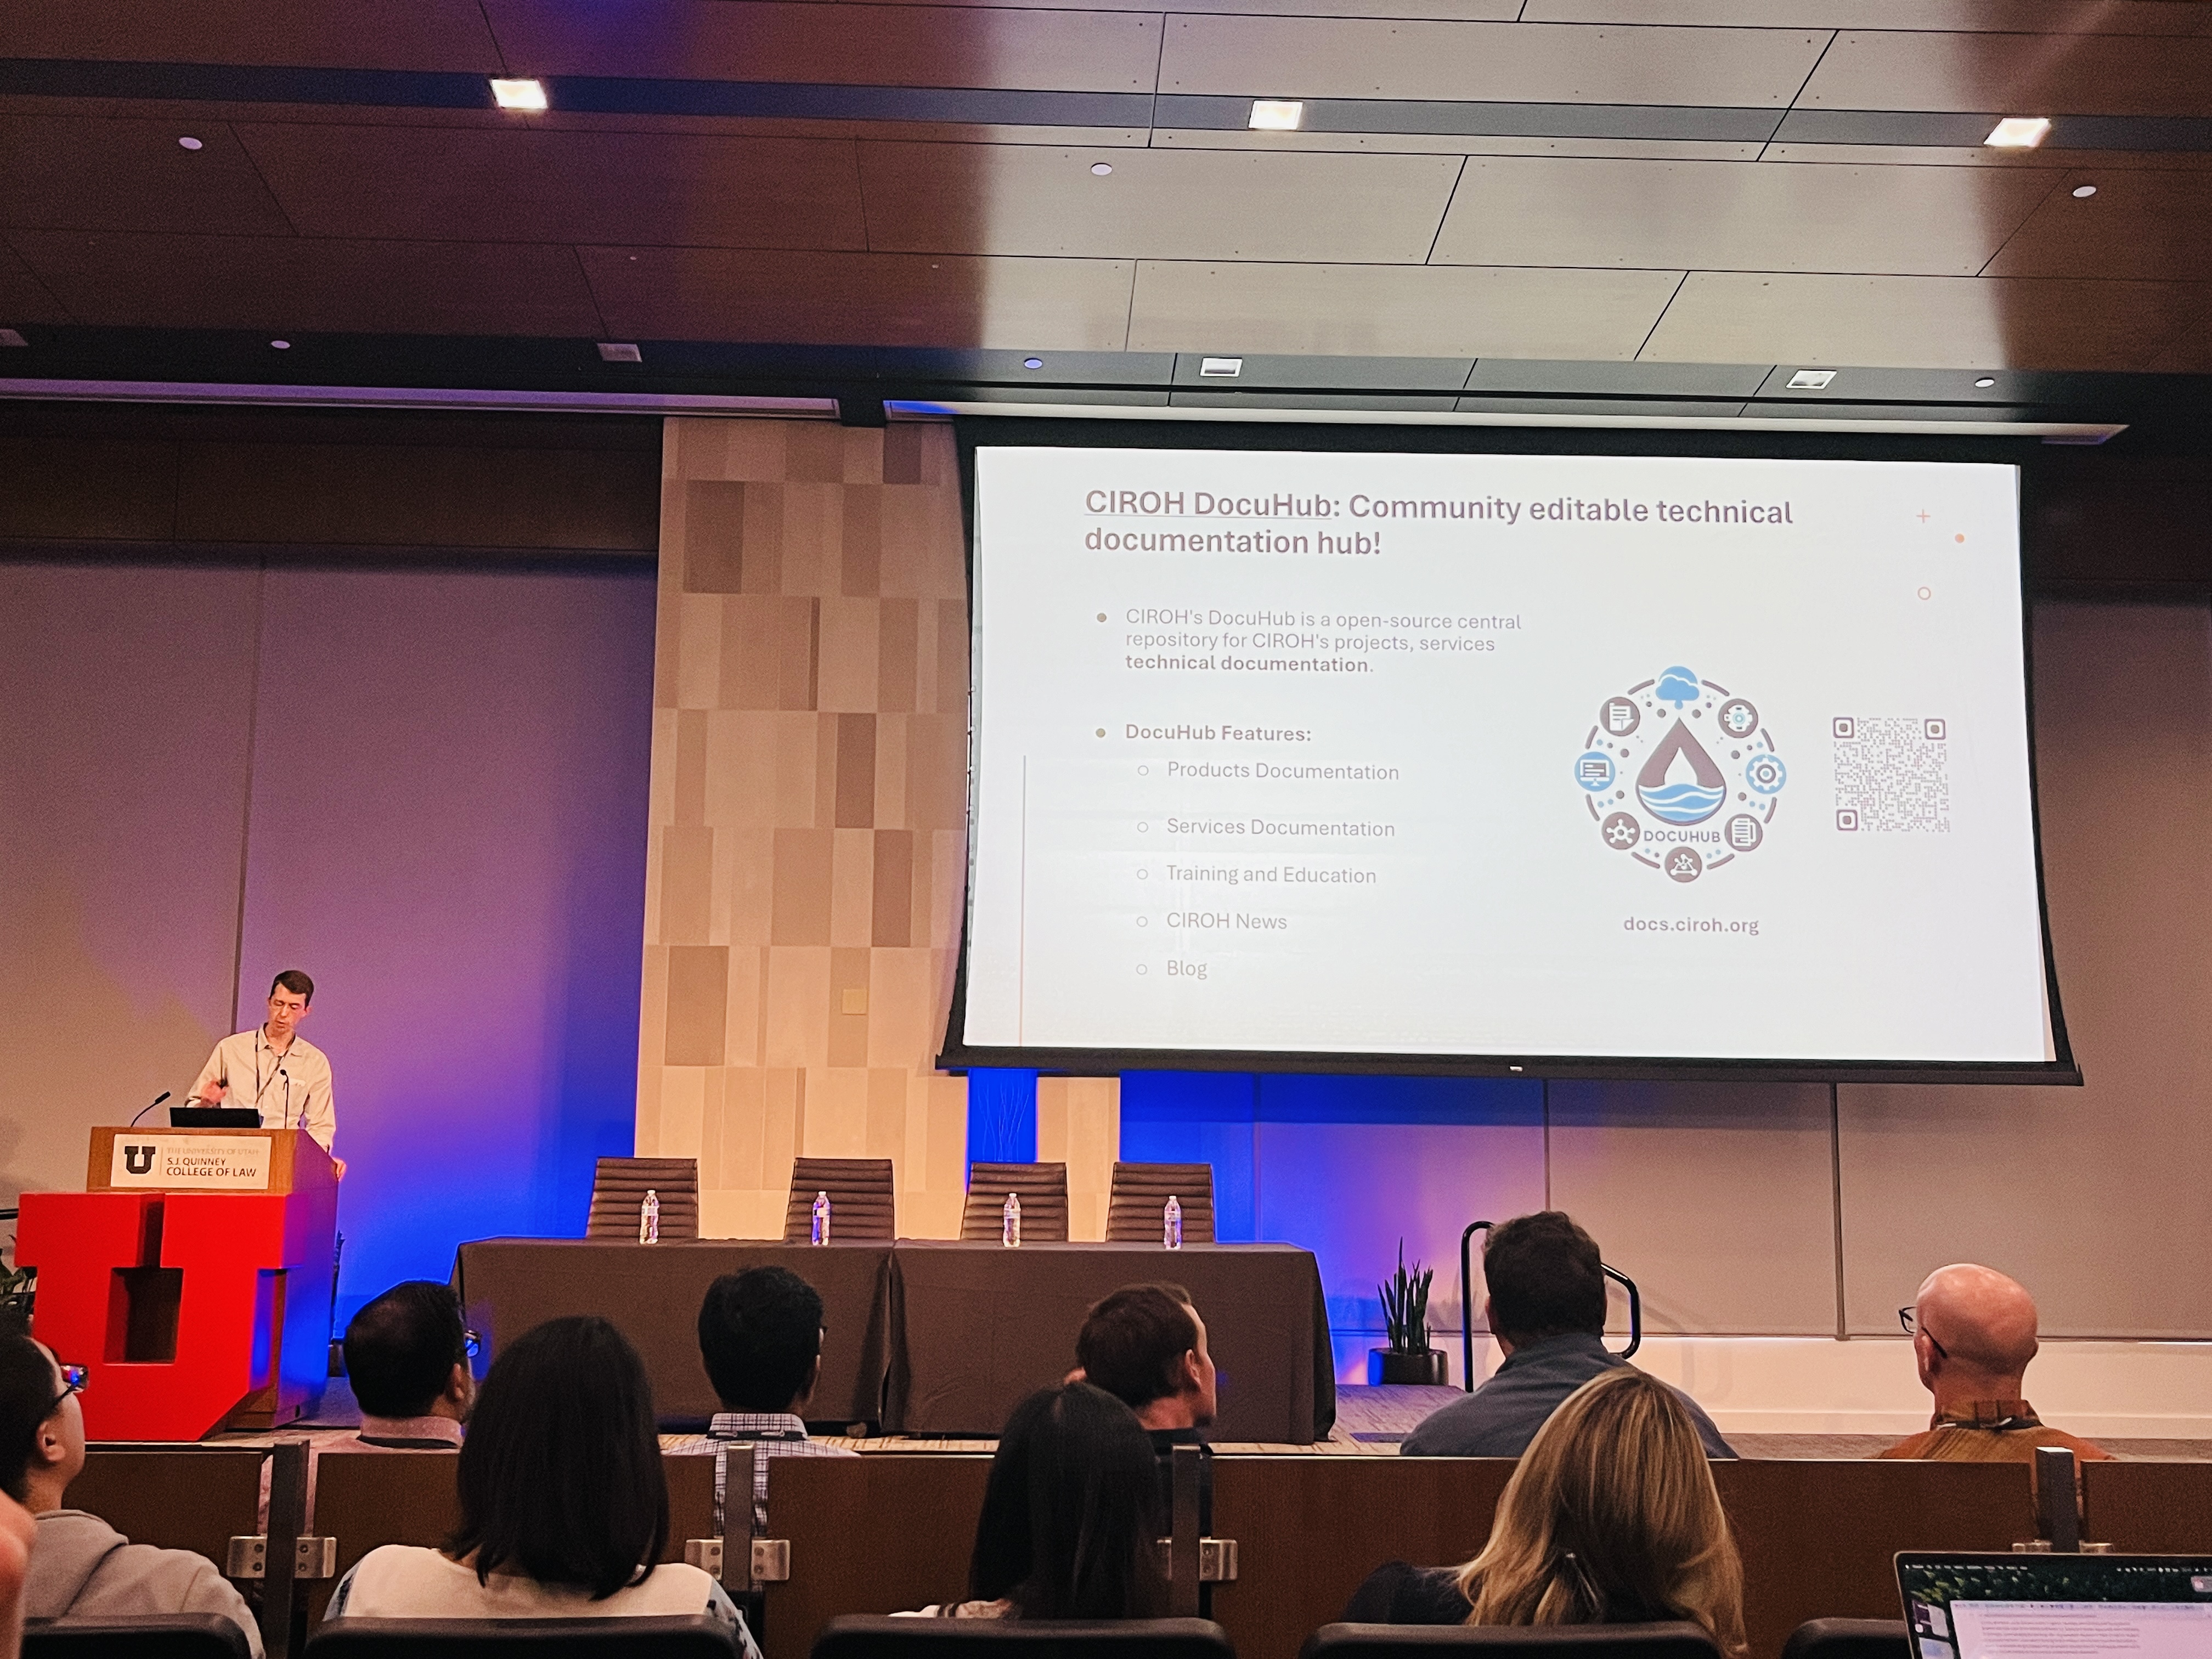 CIROH DocuHub: Community editable technical
documentation hub!
CIROH's DocuHub is a open-source central
repository for CIROH's projects, services
technical documentation.
DocuHub Features:
Products Documentation
Services Documentation
Training and Education
CIROH News
Blog
DOCUHUB
docs.ciroh.org
THE UNIVERSITY OF UTAH
S.J. QUINNEY
COLLEGE OF LAW